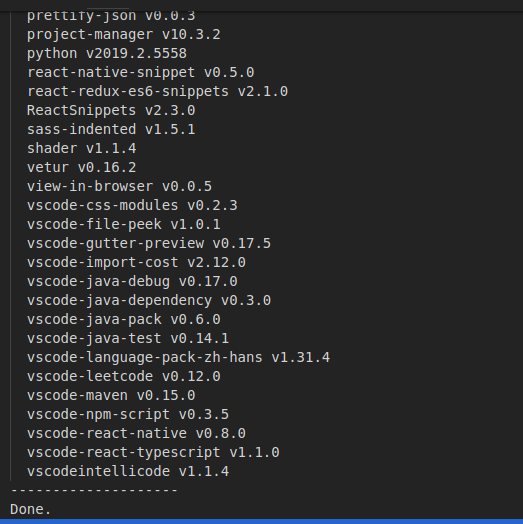 prettify-json v0.0.3
project-manager v10.3.2
python v2019.2.5558
react-native-snippet v0.5.0
react-redux-es6-snippets v2.1.0
ReactSnippets v2.3.0
sass-indented v1.5.1
shader v1.1.4
vetur v0.16.2
view-in-browser v0.0.5
vscode-css-modules v0.2.3
vscode-file-peek v1.0.1
vscode-gutter-preview v0.17.5
vscode-import-cost v2.12.0
vscode-java-debug v0.17.0
vscode-java-dependency v0.3.0
vscode-java-pack v0.6.0
vscode-java-test v0.14.1
vscode-language-pack-zh-hans v1.31.4
vscode-leetcode v0.12.0
vscode-maven v0.15.0
vscode-npm-script v0.3.5
vscode-react-native v0.8.0
vscode-react-typescript v1.1.0
vscodeintellicode v1.1.4
--------------------
Done.